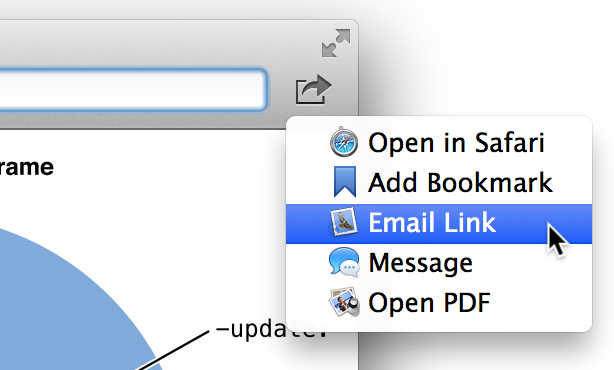 Open in Safari
rame
Add Bookmark
Email Link
Message
Open PDF
−update: